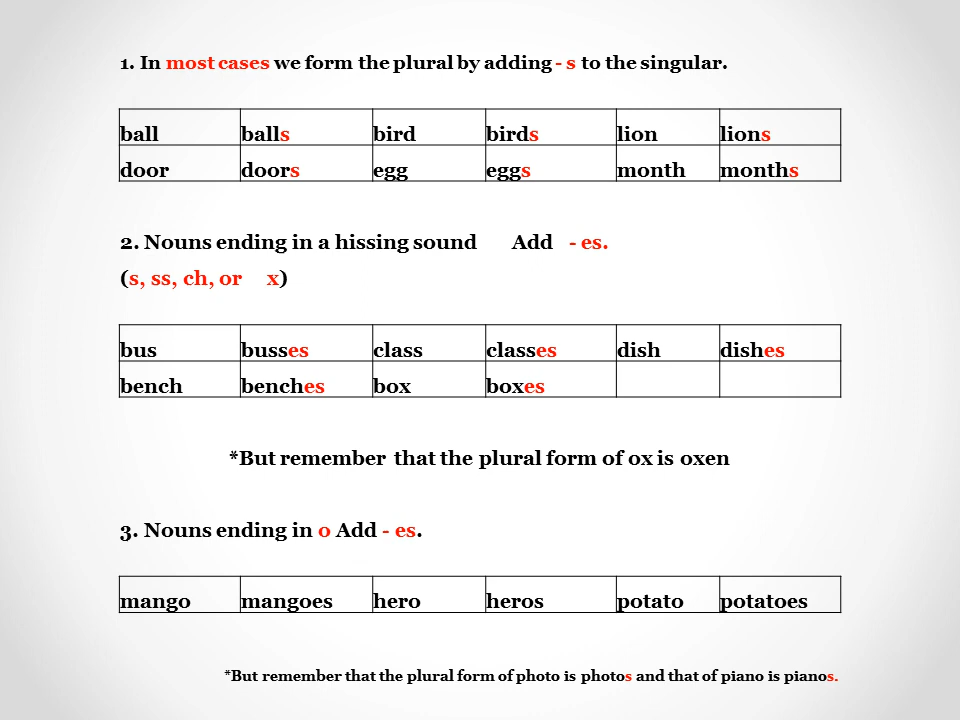 1. In most cases we form the plural by adding - s to the singular.
ball balls bird birds lion lions
door doors egg eggs month months
2. Nouns ending in a hissing sound Add - es.
(s, ss, ch, or x)
bus busses class classes dish dishes
bench benches box boxes
*But remember that the plural form of ox is oxen
3. Nouns ending in o Add - es.
mango mangoes hero heros potato potatoes
*But remember that the plural form of photo is photos and that of piano is pianos.